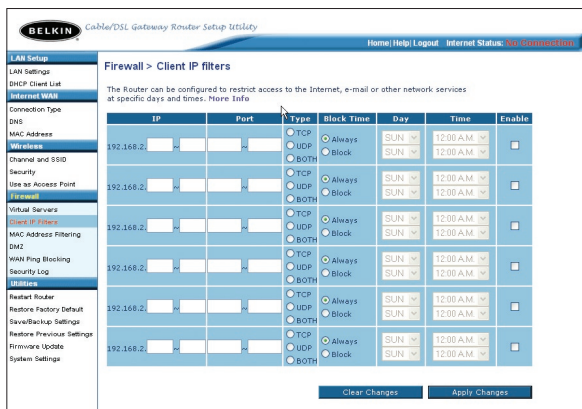 BELKIN Cable/DSL Gateway Router Setup Utility
Home|Help|Logout Internet Status: No Connection
LAN Setup
LAN Settings
DHCP Client List
Internet WAN
Connection Type
DNS
MAC Address
Wireless
Channel and SSID
Security
Use as Access Point
Firewall
Virtual Servers
Client IP Filters
MAC Address Filtering
DMZ
WAN Ping Blocking
Security Log
Utilities
Restart Router
Restore Factory Default
Save/Backup Settings
Restore Previous Settings
Firmware Update
System Settings
Firewall > Client IP filters
The Router can be configured to restrict access to the Internet, e-mail or other network services
at specific days and times. More Info
IP Port Type Block Time Day Time Enable
192.168.2. ~ ~ TCP UDP BOTH Always Block SUN SUN 12:00 A.M. 12:00 A.M.
192.168.2. ~ ~ TCP UDP BOTH Always Block SUN SUN 12:00 A.M. 12:00 A.M.
192.168.2. ~ ~ TCP UDP BOTH Always Block SUN SUN 12:00 A.M. 12:00 A.M.
192.168.2. ~ ~ TCP UDP BOTH Always Block SUN SUN 12:00 A.M. 12:00 A.M.
192.168.2. ~ ~ TCP UDP BOTH Always Block SUN SUN 12:00 A.M. 12:00 A.M.
192.168.2. ~ ~ TCP UDP BOTH Always Block SUN SUN 12:00 A.M. 12:00 A.M.
Clear Changes Apply Changes